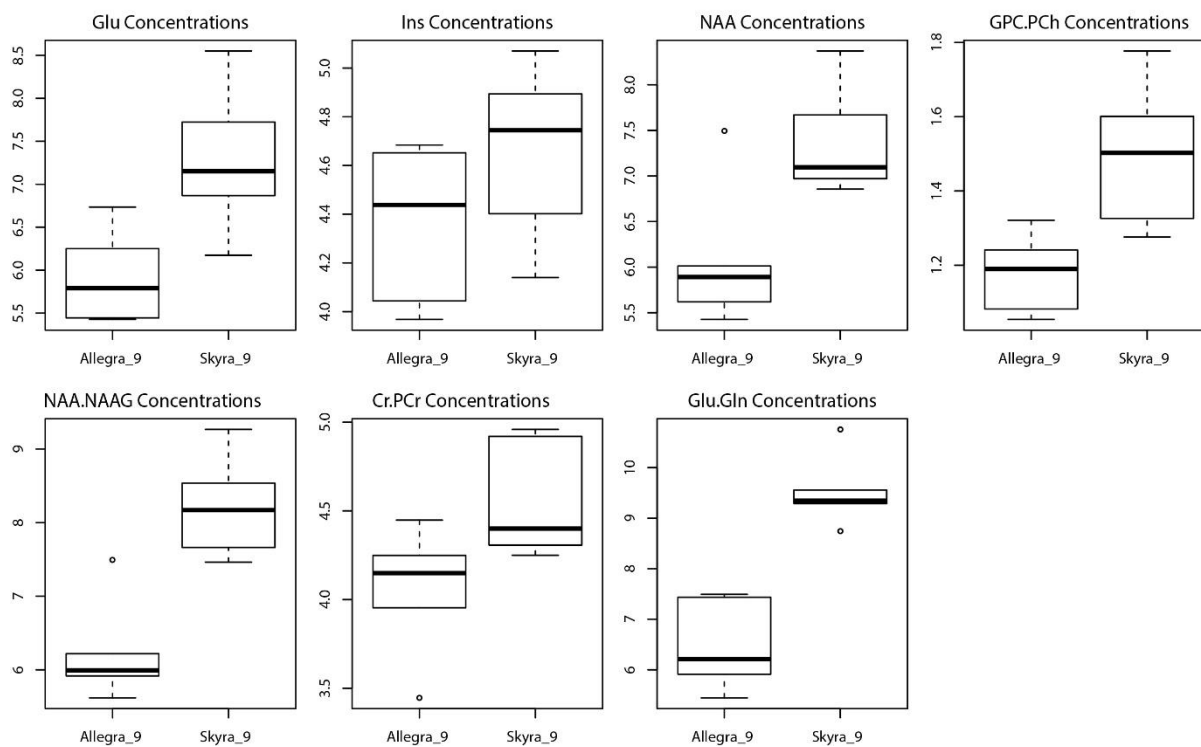 Glu Concentrations
8.5
8.0
7.5
7.0
6.5
6.0
5.5
Allegra_9
Skyra_9
Ins Concentrations
5.0
4.8
4.6
4.4
4.2
4.0
Allegra_9
Skyra_9
NAA Concentrations
8.0
7.5
7.0
6.5
6.0
5.5
Allegra_9
Skyra_9
GPC.PCh Concentrations
1.8
1.6
1.4
1.2
Allegra_9
Skyra_9
NAA.NAAG Concentrations
9
8
7
6
Allegra_9
Skyra_9
Cr.PCr Concentrations
5.0
4.5
4.0
3.5
Allegra_9
Skyra_9
Glu.Gln Concentrations
10
9
8
7
6
Allegra_9
Skyra_9